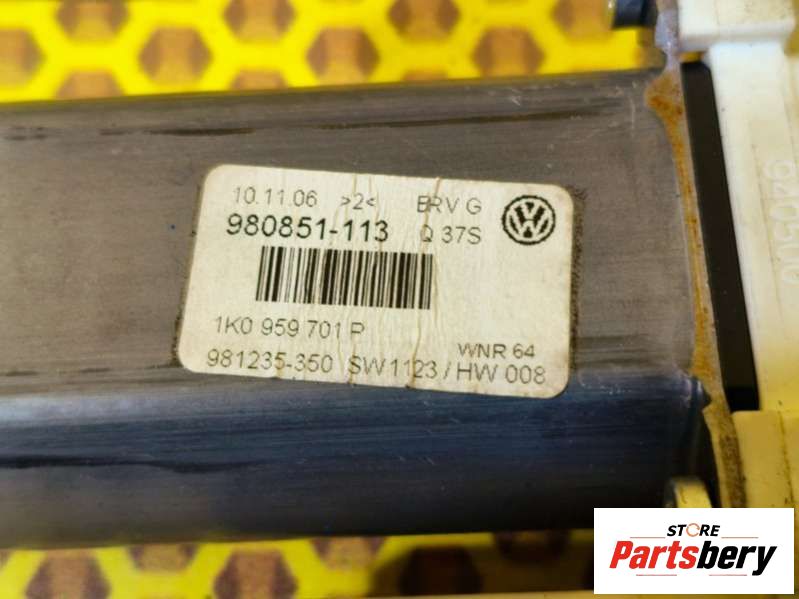 10.11.06 >2< ERV G
980851-113 Q 37S
1K0 959 701 P
WNR 64
981235-350 SW1123 / HW 008
STORE
Partsbery